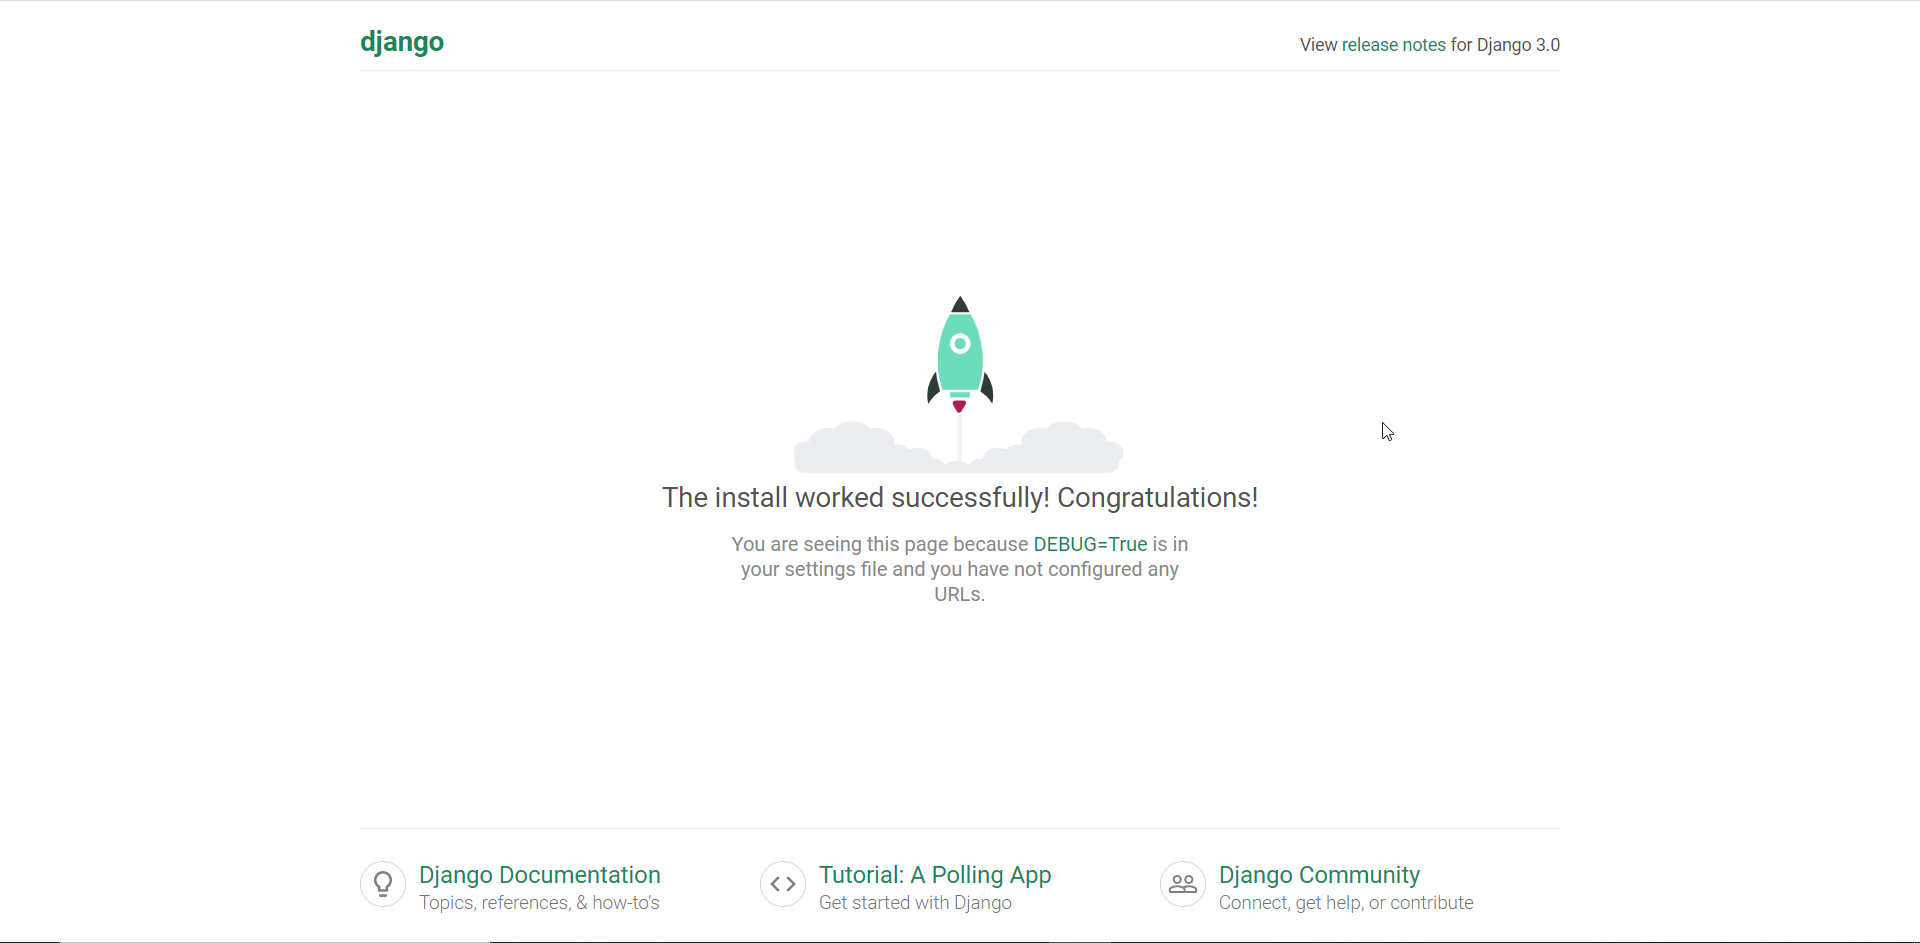 django
View release notes for Django 3.0
The install worked successfully! Congratulations!
You are seeing this page because DEBUG=True is in
your settings file and you have not configured any
URLs.
Django Documentation
Topics, references, & how-to’s
Tutorial: A Polling App
Get started with Django
Django Community
Connect, get help, or contribute